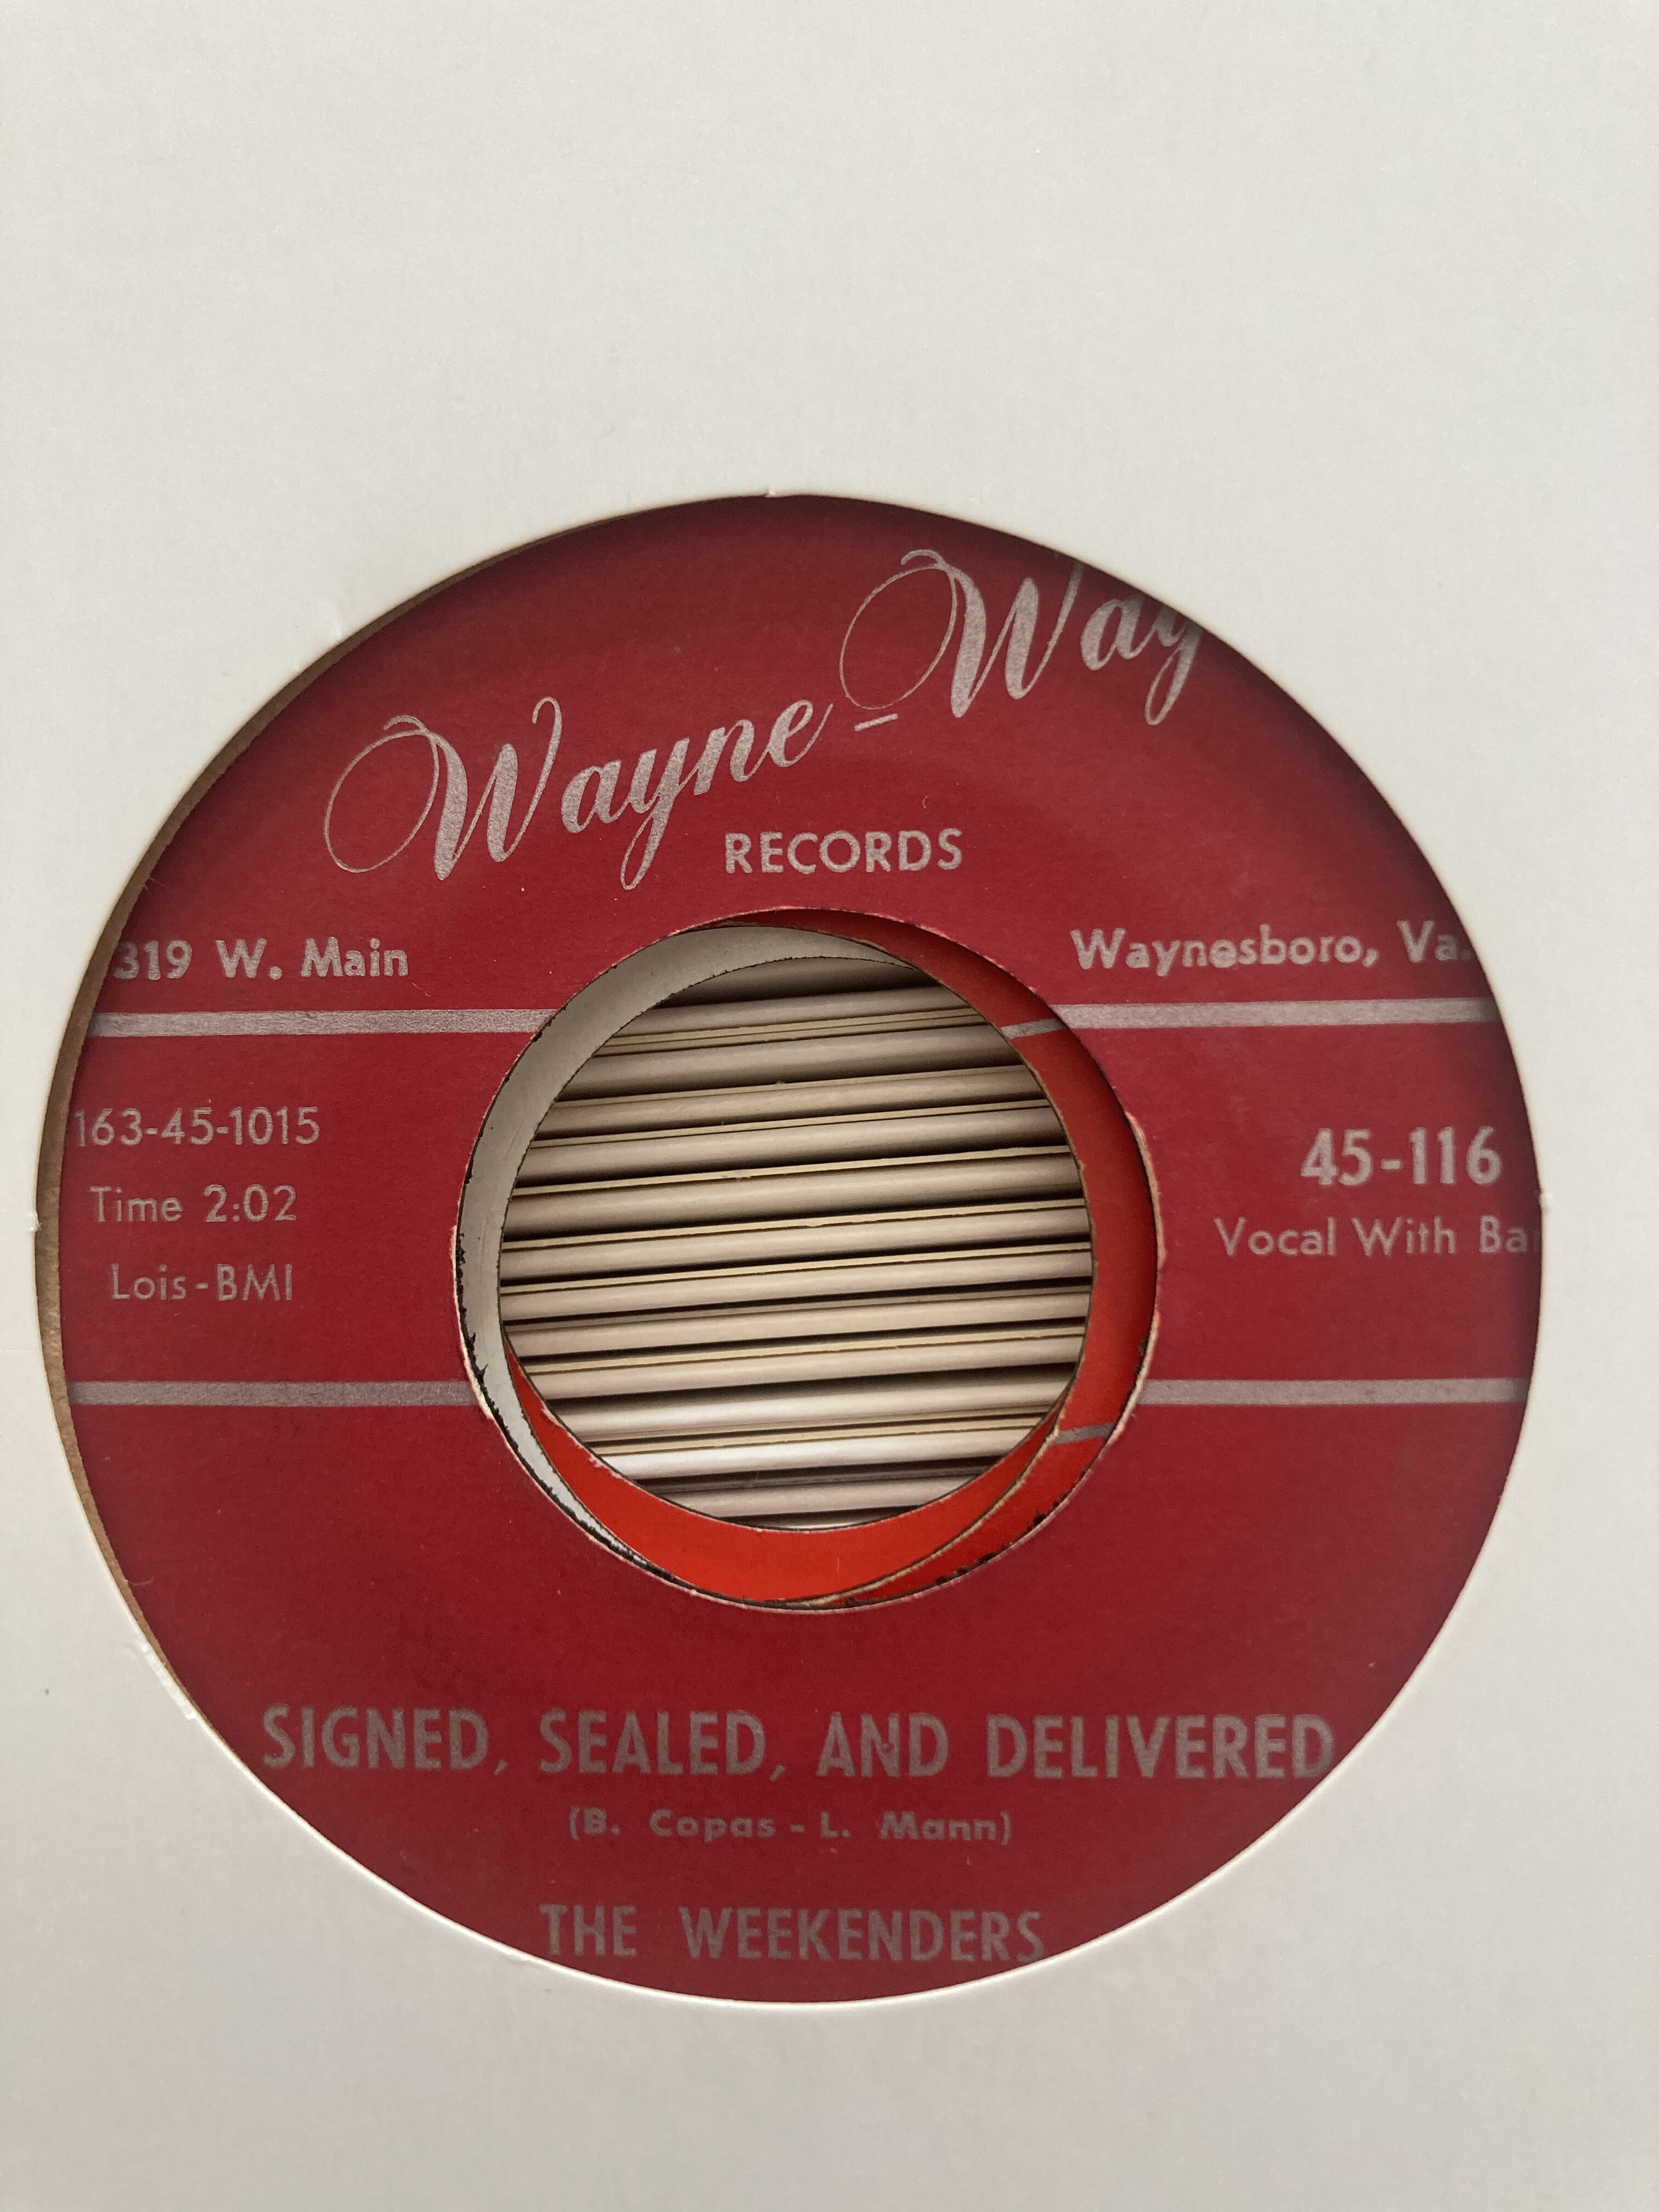 Wayne-Way
RECORDS
319 W. Main
Waynesboro, Va.
163-45-1015
Time 2:02
Lois-BMI
45-116
Vocal With
SIGNED, SEALED, AND DELIVERED
(B. Copas - L. Mann)
THE WEEKENDERS